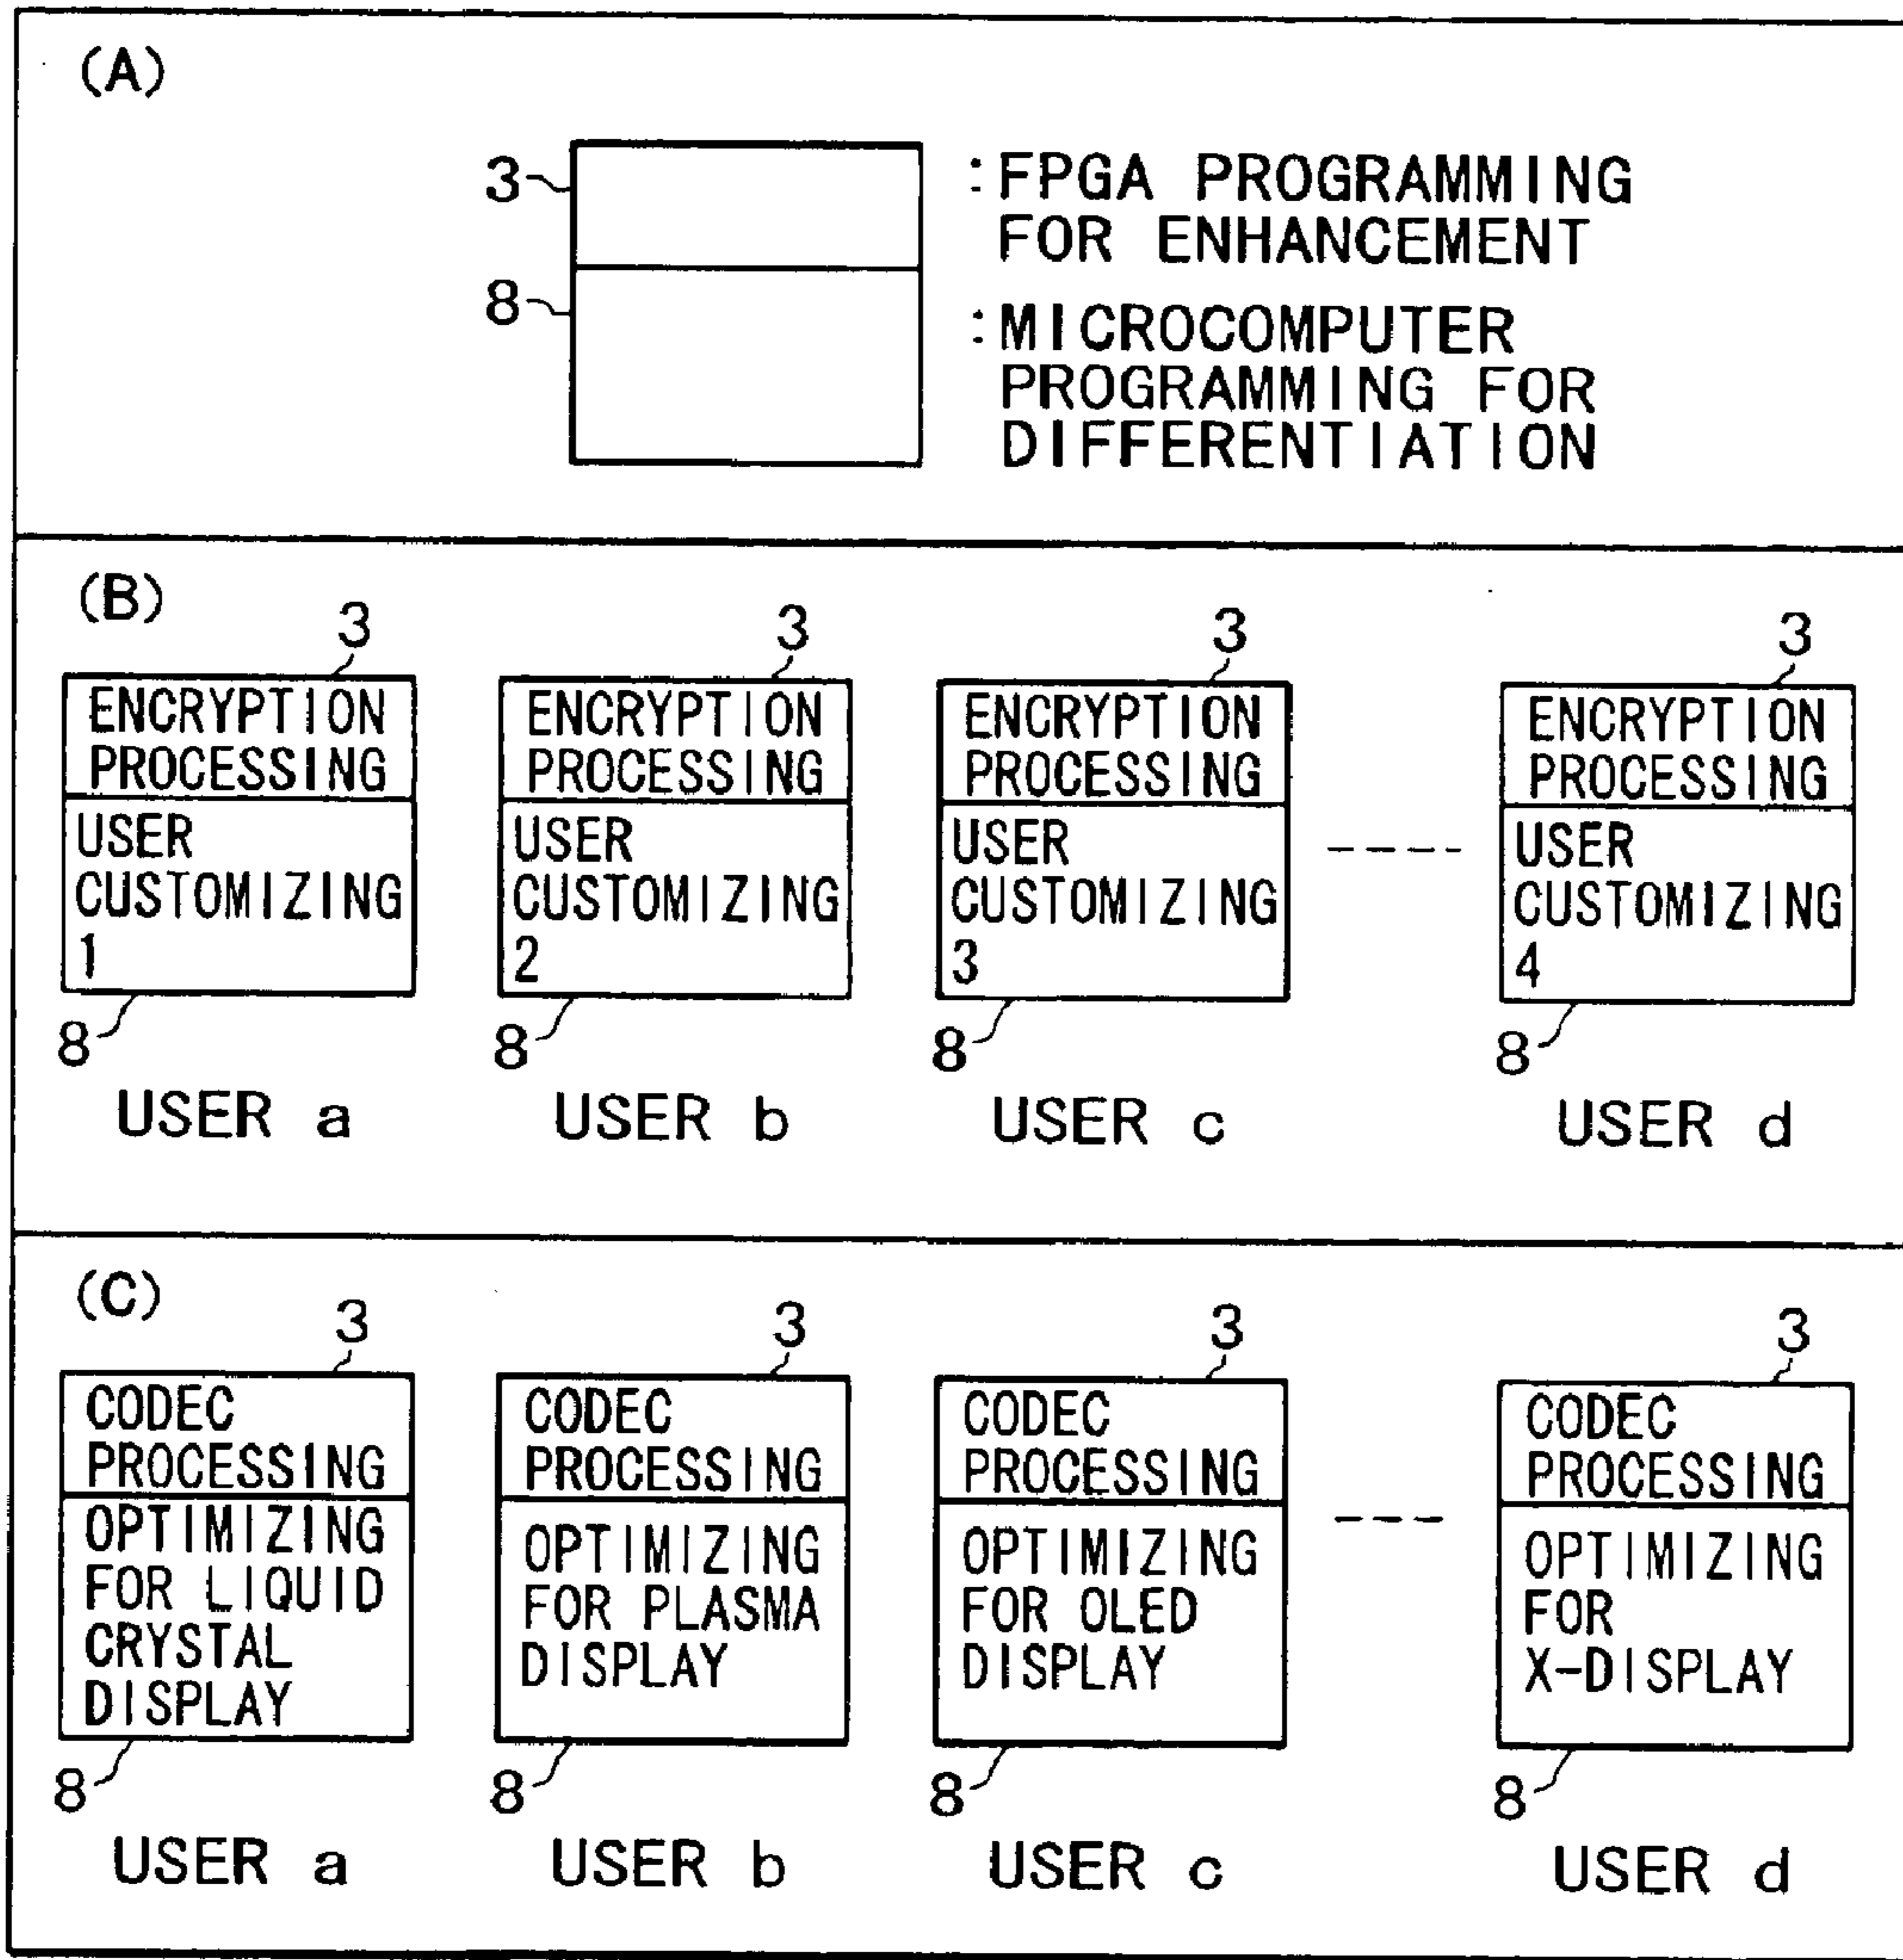 (A)
3
:FPGA PROGRAMMING
FOR ENHANCEMENT
8
:MICROCOMPUTER
PROGRAMMING FOR
DIFFERENTIATION
(B)
3
ENCRYPTION
PROCESSING
USER
CUSTOMIZING
1
8
USER a
3
ENCRYPTION
PROCESSING
USER
CUSTOMIZING
2
8
USER b
3
ENCRYPTION
PROCESSING
USER
CUSTOMIZING
3
8
USER c
3
ENCRYPTION
PROCESSING
USER
CUSTOMIZING
4
8
USER d
(C)
3
CODEC
PROCESSING
OPTIMIZING
FOR LIQUID
CRYSTAL
DISPLAY
8
USER a
3
CODEC
PROCESSING
OPTIMIZING
FOR PLASMA
DISPLAY
8
USER b
3
CODEC
PROCESSING
OPTIMIZING
FOR OLED
DISPLAY
8
USER c
3
CODEC
PROCESSING
OPTIMIZING
FOR
X-DISPLAY
8
USER d